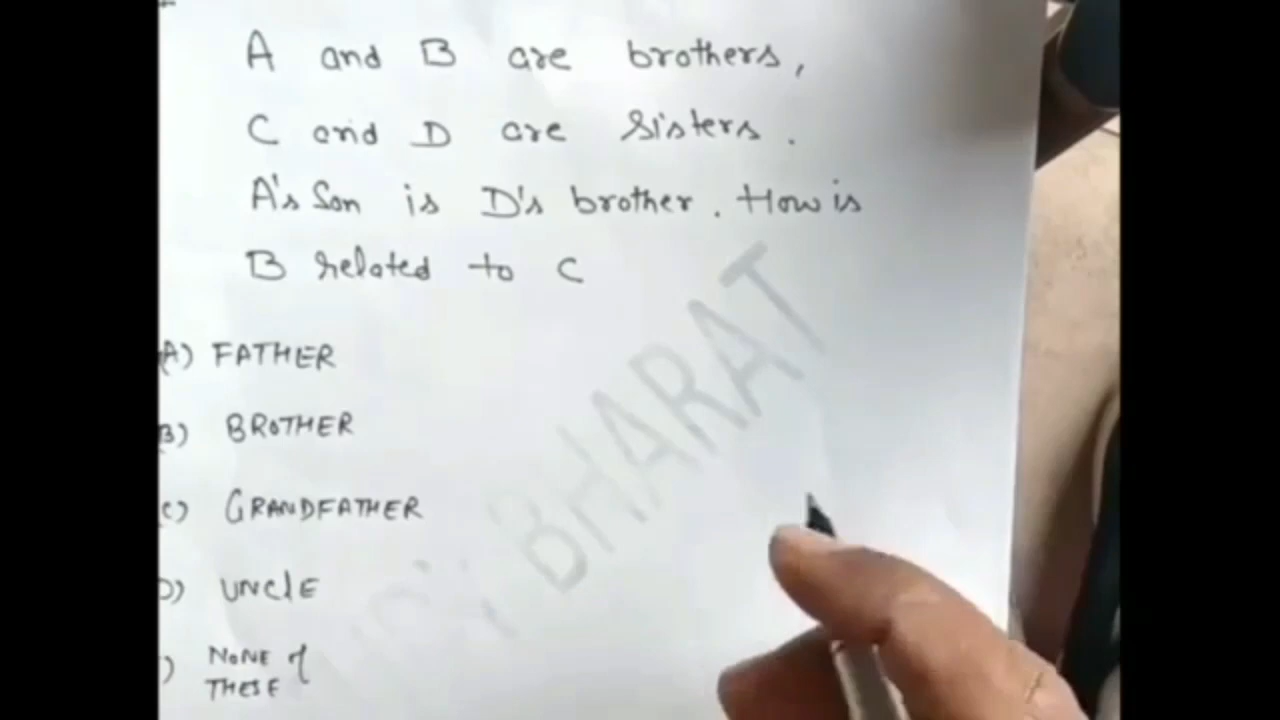 A and B are brothers,
C and D are sisters.
A's Son is D's brother. How is
B related to C
A) FATHER
B) BROTHER
C) GRANDFATHER
D) UNClE
) NONE of
THESE
BHARAT